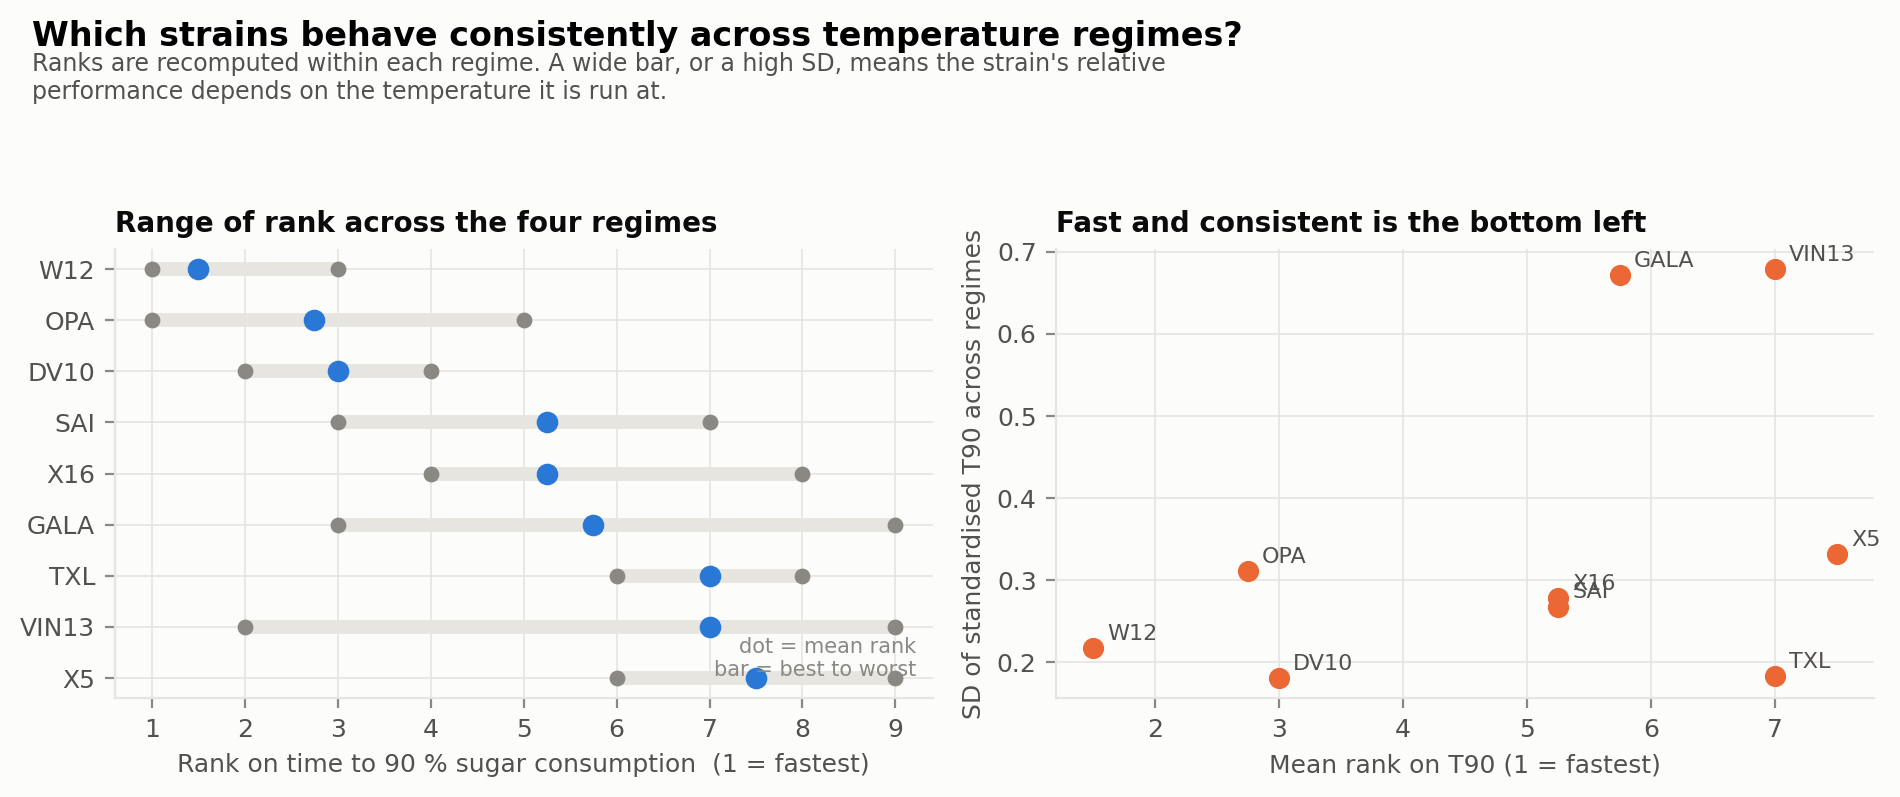 Which strains behave consistently across temperature regimes?
Ranks are recomputed within each regime. A wide bar, or a high SD, means the strain's relative
performance depends on the temperature it is run at.
Range of rank across the four regimes
W12
OPA
DV10
SAI
X16
GALA
TXL
VIN13
X5
dot = mean rank
bar = best to worst
1 2 3 4 5 6 7 8 9
Rank on time to 90 % sugar consumption (1 = fastest)
Fast and consistent is the bottom left
SD of standardised T90 across regimes
0.7
0.6
0.5
0.4
0.3
0.2
GALA
VIN13
X5
OPA
X16
SAI
W12
DV10
TXL
2 3 4 5 6 7
Mean rank on T90 (1 = fastest)